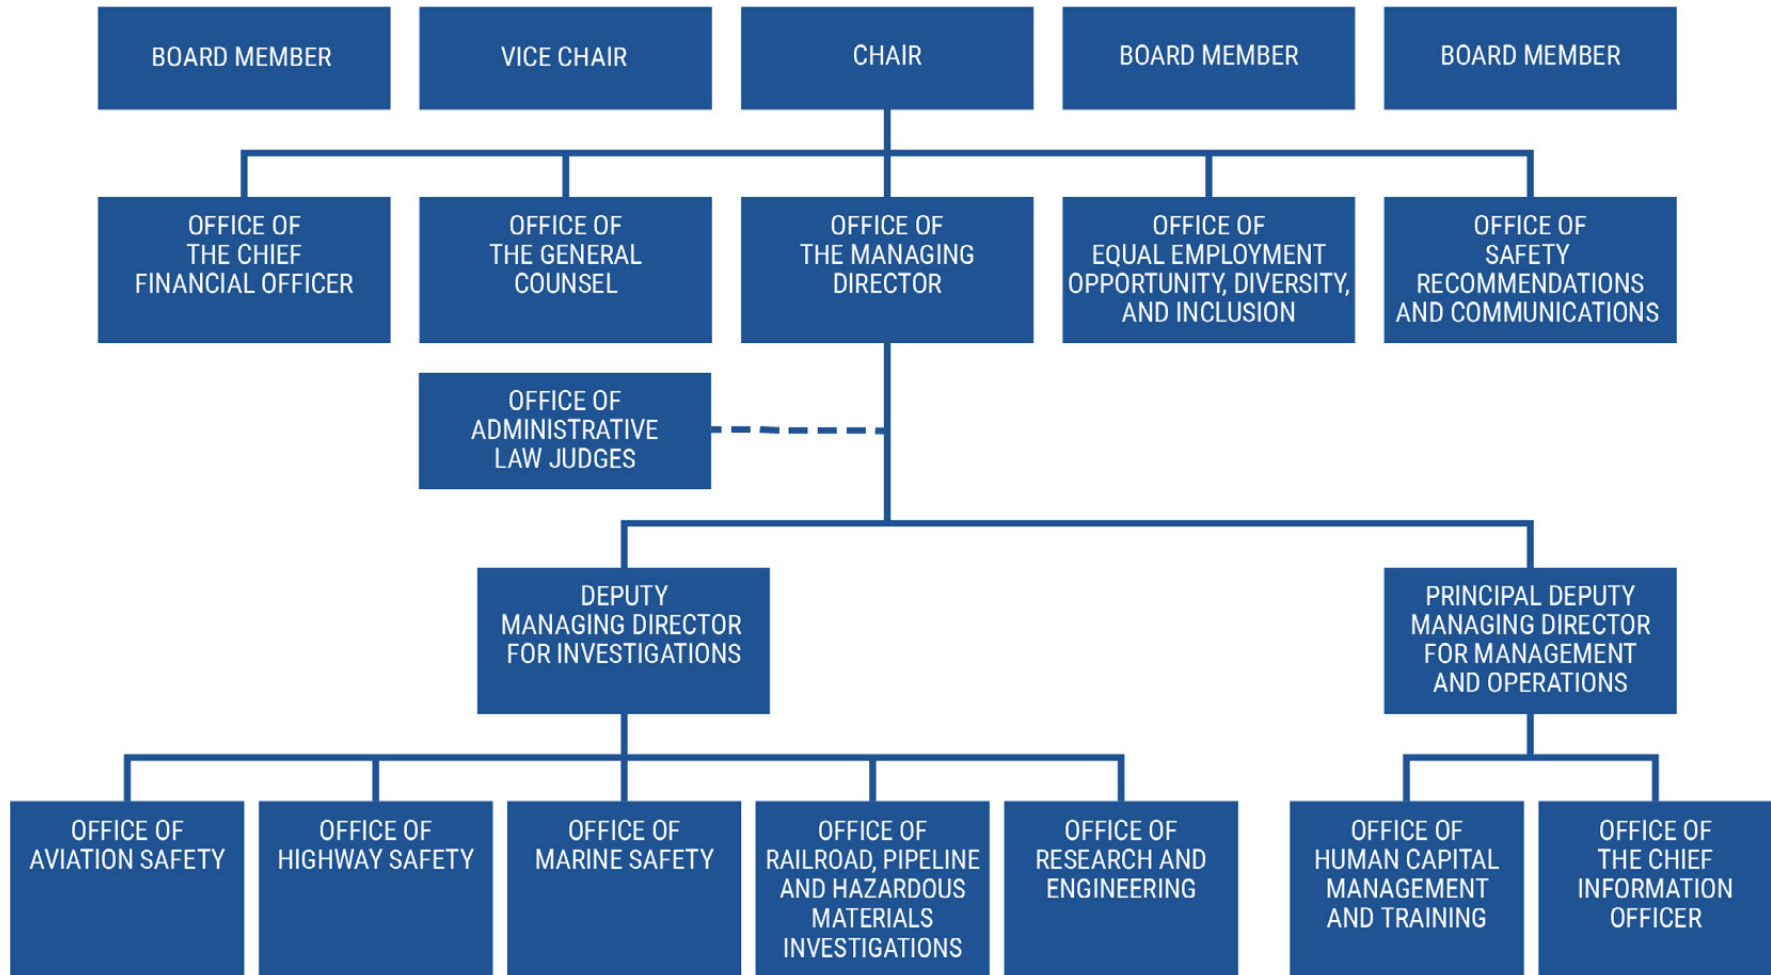 BOARD MEMBER
VICE CHAIR
CHAIR
BOARD MEMBER
BOARD MEMBER
OFFICE OF
THE CHIEF
FINANCIAL OFFICER
OFFICE OF
THE GENERAL
COUNSEL
OFFICE OF
THE MANAGING
DIRECTOR
OFFICE OF
EQUAL EMPLOYMENT
OPPORTUNITY, DIVERSITY,
AND INCLUSION
OFFICE OF
SAFETY
RECOMMENDATIONS
AND COMMUNICATIONS
OFFICE OF
ADMINISTRATIVE
LAW JUDGES
DEPUTY
MANAGING DIRECTOR
FOR INVESTIGATIONS
PRINCIPAL DEPUTY
MANAGING DIRECTOR
FOR MANAGEMENT
AND OPERATIONS
OFFICE OF
AVIATION SAFETY
OFFICE OF
HIGHWAY SAFETY
OFFICE OF
MARINE SAFETY
OFFICE OF
RAILROAD, PIPELINE
AND HAZARDOUS
MATERIALS
INVESTIGATIONS
OFFICE OF
RESEARCH AND
ENGINEERING
OFFICE OF
HUMAN CAPITAL
MANAGEMENT
AND TRAINING
OFFICE OF
THE CHIEF
INFORMATION
OFFICER